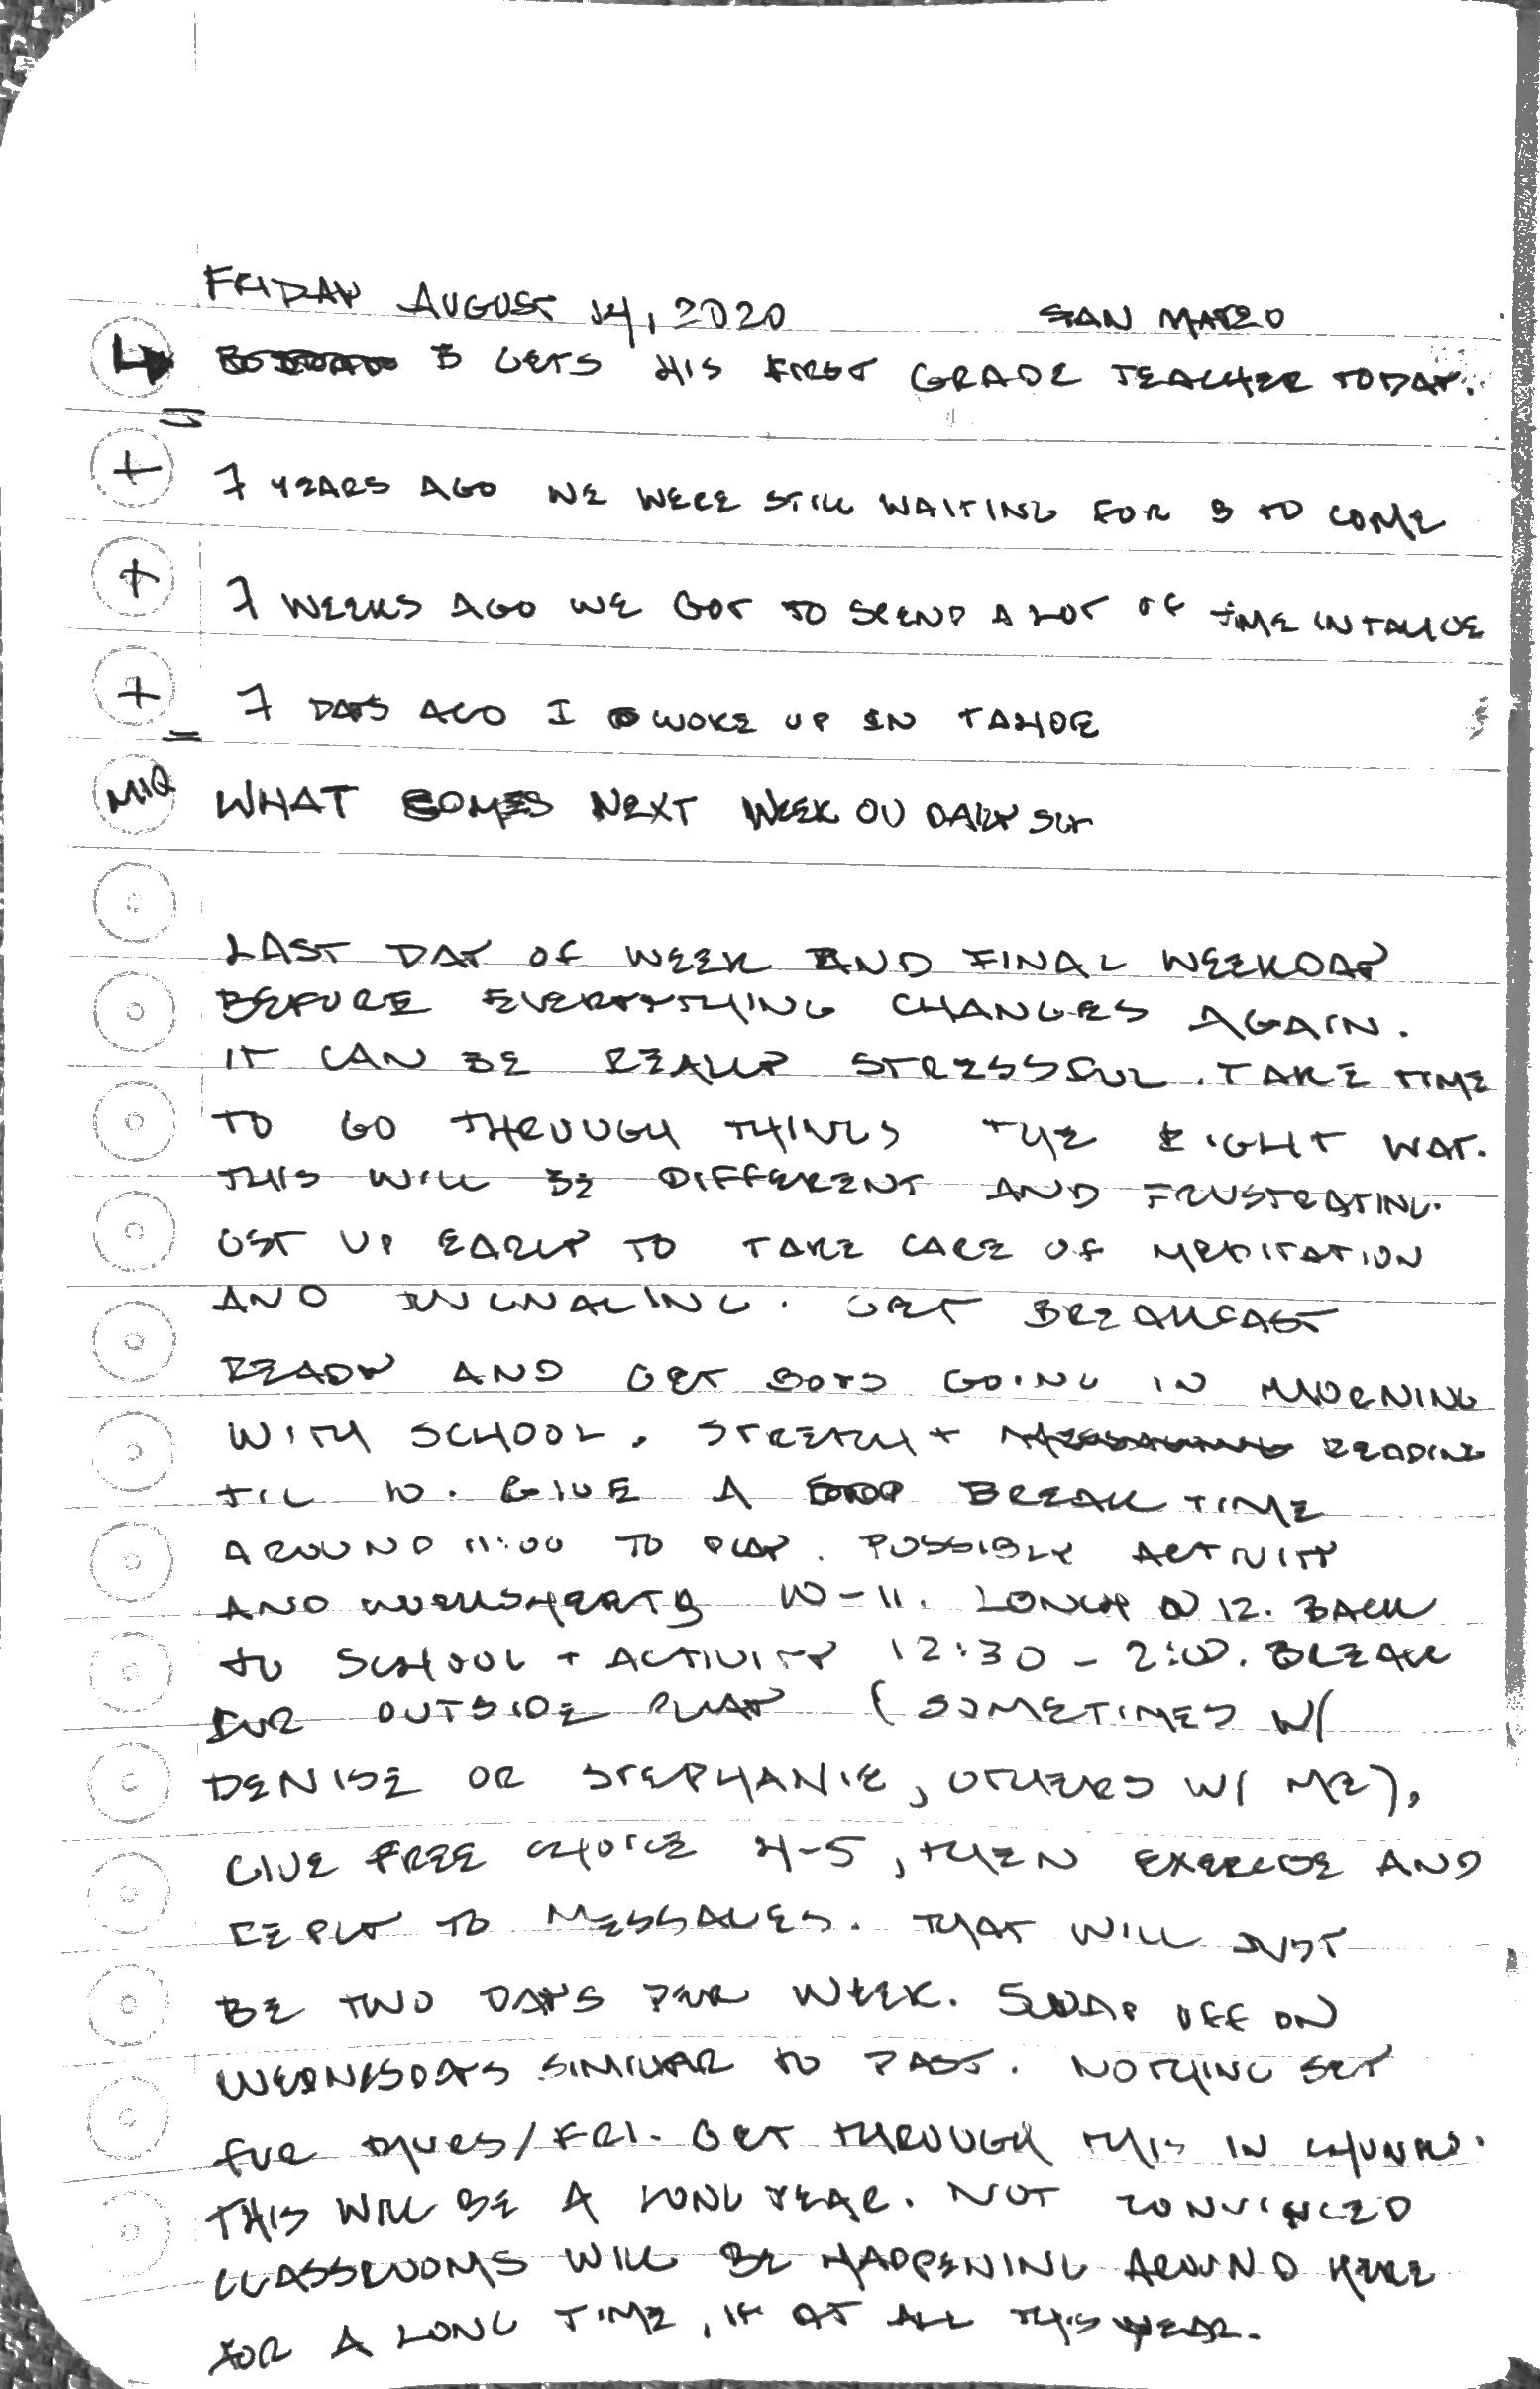 FRIDAY AUGUST 14, 2020 SAN MATEO
B GETS HIS FIRST GRADE TEACHER TODAY.
+ 7 YEARS AGO WE WERE STILL WAITING FOR B TO COME
+ 7 WEEKS AGO WE GOT TO SPEND A LOT OF TIME IN TAHOE
+ 7 DAYS AGO I WOKE UP IN TAHOE
MIQ WHAT COMES NEXT WEEK OU DAILY
LAST DAY OF WEEK AND FINAL WEEKDAY
BEFORE EVERYTHING CHANGES AGAIN.
IT CAN BE REALLY STRESSFUL. TAKE TIME
TO GO THROUGH THINGS THE RIGHT WAY.
THIS WILL BE DIFFERENT AND FRUSTRATING.
GET UP EARLY TO TAKE CARE OF MEDITATION
AND JOURNALING. GET BREAKFAST
READY AND GET BOYS GOING IN MORNING
WITH SCHOOL. STRETCH + READING
TIL 10. GIVE A BREAK TIME
AROUND 11:00 TO PLAY. POSSIBLY ACTIVITY
AND WORKSHEETS 10-11. LUNCH @ 12. BACK
TO SCHOOL + ACTIVITY 12:30 - 2:00. BREAK
FOR OUTSIDE PLAY (SOMETIMES W/
DENISE OR STEPHANIE, OTHERS W/ ME).
GIVE FREE CHOICE 4-5, THEN EXERCISE AND
REPLY TO MESSAGES. THAT WILL JUST
BE TWO DAYS PER WEEK. SWAP OFF ON
WEDNESDAYS SIMILAR TO PAST. NOTHING SET
FOR THURS/FRI. GET THROUGH THIS IN CHUNKS.
THIS WILL BE A LONG YEAR. NOT CONVINCED
CLASSROOMS WILL BE HAPPENING AROUND HERE
FOR A LONG TIME, IF AT ALL THIS YEAR.